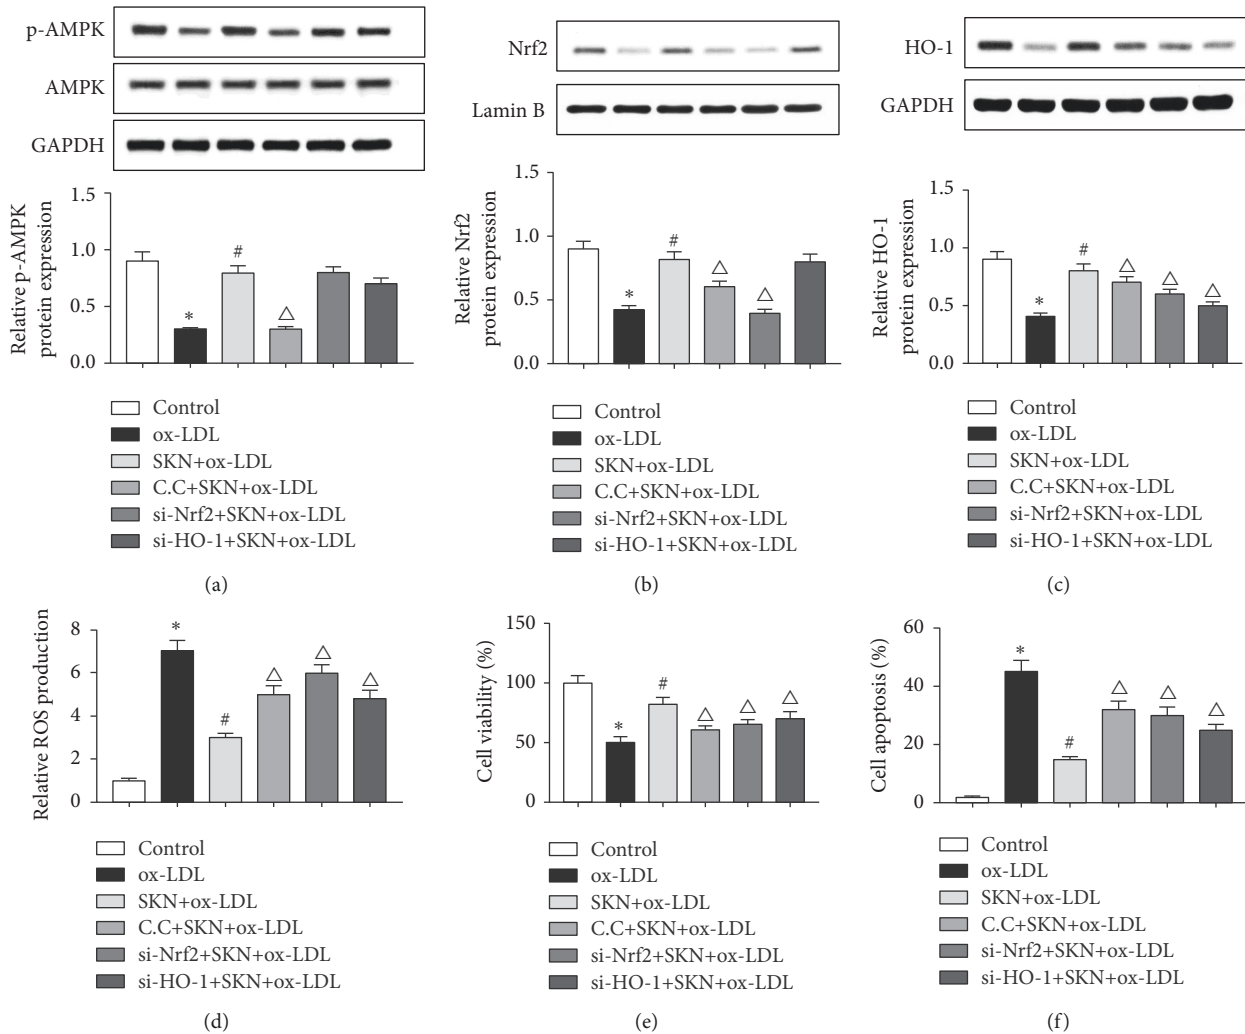 p-AMPK
AMPK
GAPDH
Relative p-AMPK
protein expression
1.5
1.0
0.5
0.0
*
#
△
Control
ox-LDL
SKN+ox-LDL
C.C+SKN+ox-LDL
si-Nrf2+SKN+ox-LDL
si-HO-1+SKN+ox-LDL
(a)
Nrf2
Lamin B
Relative Nrf2
protein expression
1.5
1.0
0.5
0.0
*
#
△
△
Control
ox-LDL
SKN+ox-LDL
C.C+SKN+ox-LDL
si-Nrf2+SKN+ox-LDL
si-HO-1+SKN+ox-LDL
(b)
HO-1
GAPDH
Relative HO-1
protein expression
1.5
1.0
0.5
0.0
*
#
△
△
△
Control
ox-LDL
SKN+ox-LDL
C.C+SKN+ox-LDL
si-Nrf2+SKN+ox-LDL
si-HO-1+SKN+ox-LDL
(c)
Relative ROS production
8
6
4
2
0
*
#
△
△
△
Control
ox-LDL
SKN+ox-LDL
C.C+SKN+ox-LDL
si-Nrf2+SKN+ox-LDL
si-HO-1+SKN+ox-LDL
(d)
Cell viability (%)
150
100
50
0
*
#
△
△
△
Control
ox-LDL
SKN+ox-LDL
C.C+SKN+ox-LDL
si-Nrf2+SKN+ox-LDL
si-HO-1+SKN+ox-LDL
(e)
Cell apoptosis (%)
60
40
20
0
*
#
△
△
△
Control
ox-LDL
SKN+ox-LDL
C.C+SKN+ox-LDL
si-Nrf2+SKN+ox-LDL
si-HO-1+SKN+ox-LDL
(f)